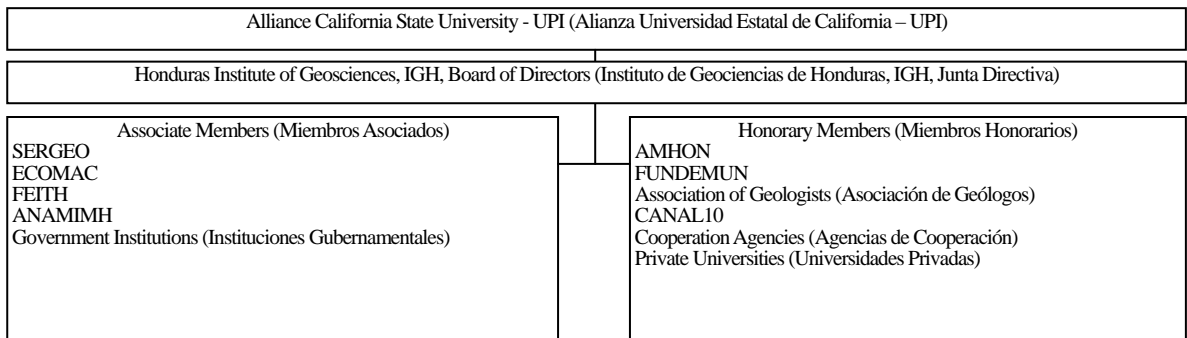 Alliance California State University - UPI (Alianza Universidad Estatal de California – UPI)
Honduras Institute of Geosciences, IGH, Board of Directors (Instituto de Geociencias de Honduras, IGH, Junta Directiva)
Associate Members (Miembros Asociados)
SERGEO
ECOMAC
FEITH
ANAMIMH
Government Institutions (Instituciones Gubernamentales)
Honorary Members (Miembros Honorarios)
AMHON
FUNDEMUN
Association of Geologists (Asociación de Geólogos)
CANAL10
Cooperation Agencies (Agencias de Cooperación)
Private Universities (Universidades Privadas)